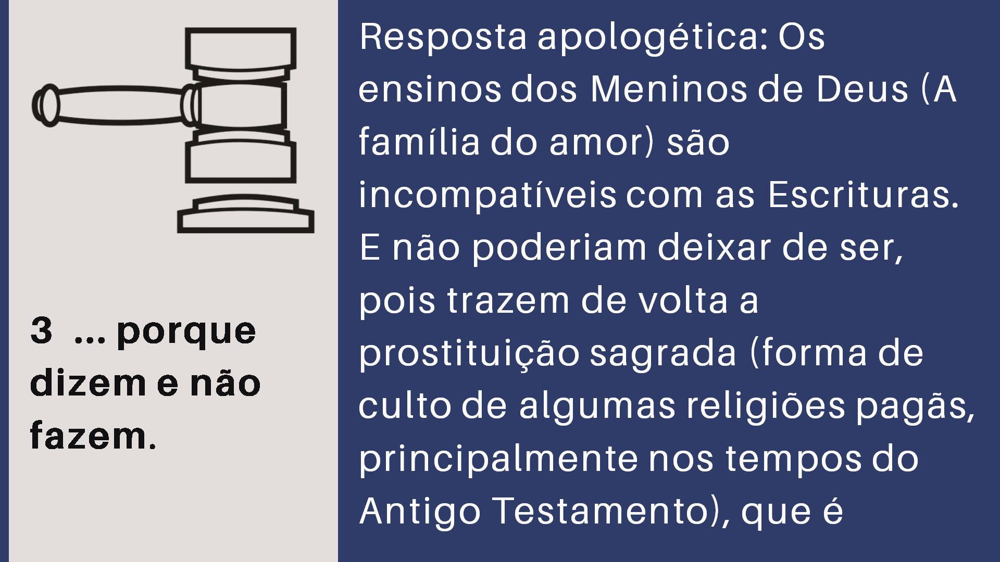 3 ... porque
dizem e não
fazem.
Resposta apologética: Os
ensinos dos Meninos de Deus (A
família do amor) são
incompatíveis com as Escrituras.
E não poderiam deixar de ser,
pois trazem de volta a
prostituição sagrada (forma de
culto de algumas religiões pagãs,
principalmente nos tempos do
Antigo Testamento), que é